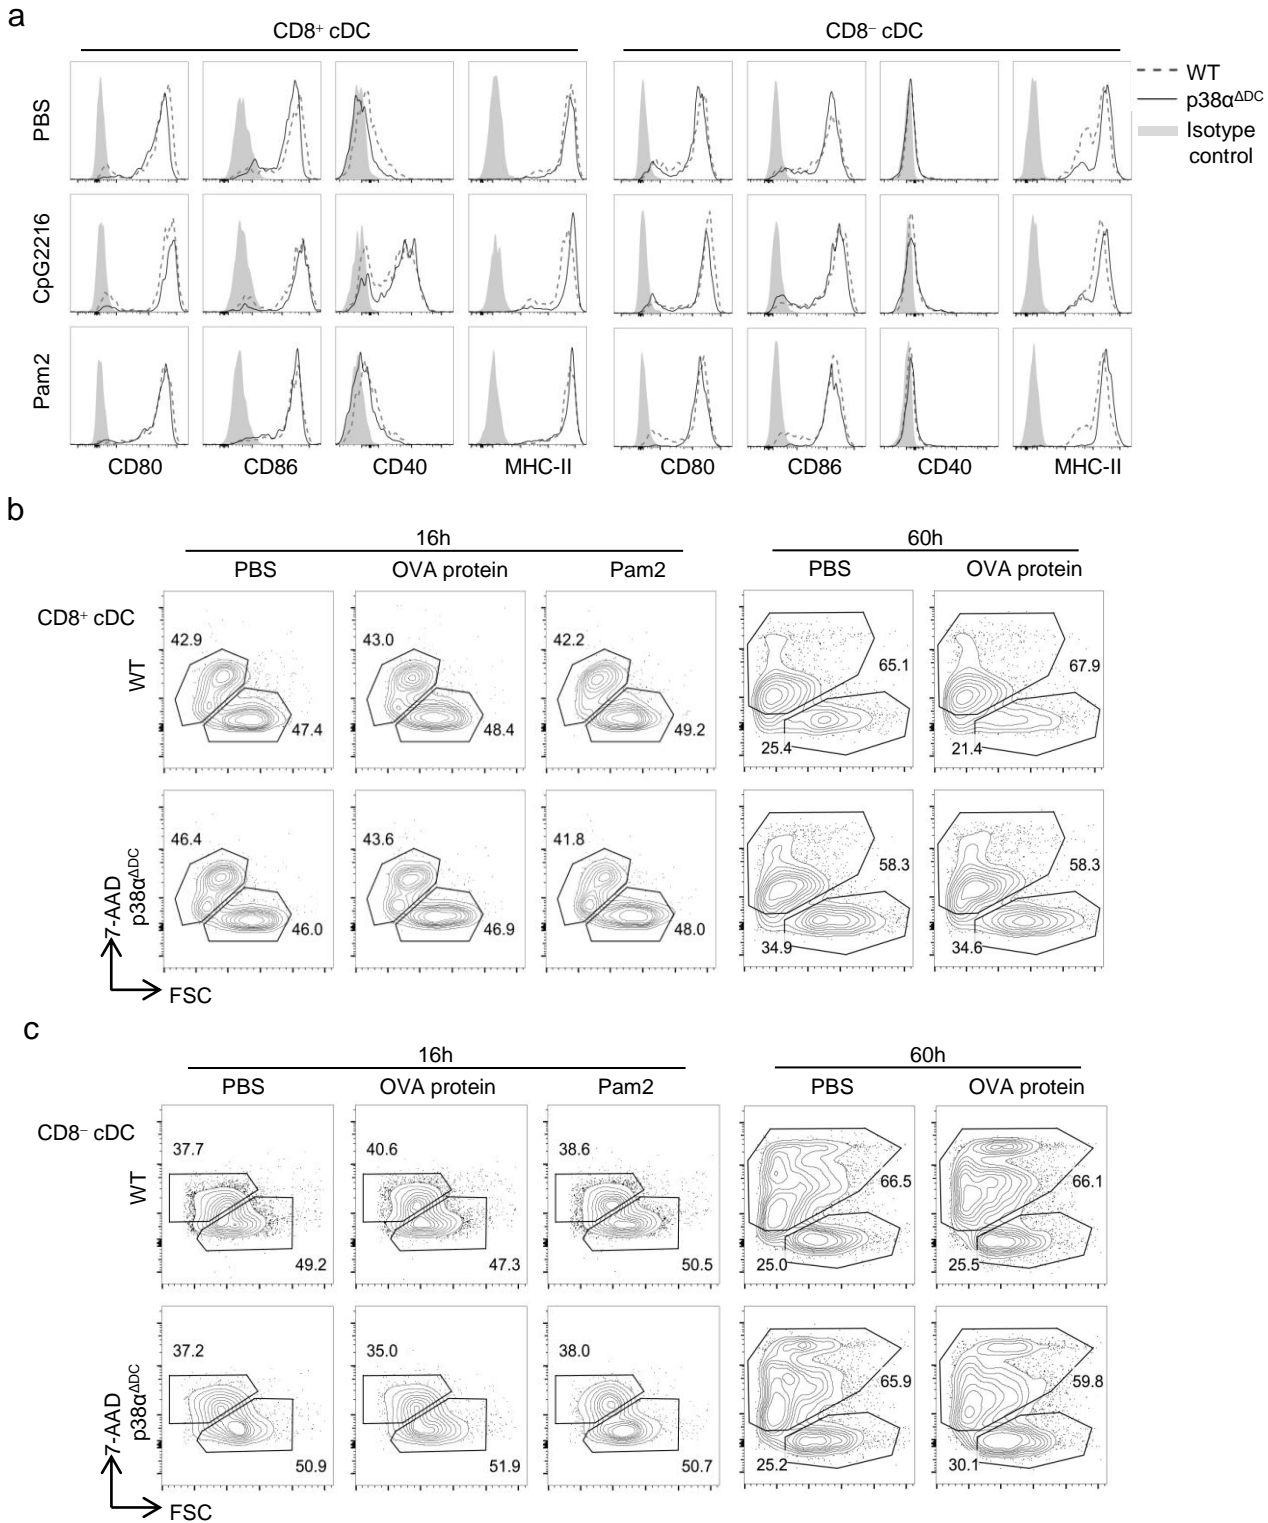 a
CD8⁺ cDC
CD8⁻ cDC
WT
p38α^ΔDC
Isotype
control
PBS
CpG2216
Pam2
CD80 CD86 CD40 MHC-II CD80 CD86 CD40 MHC-II
b
16h 60h
PBS OVA protein Pam2 PBS OVA protein
CD8⁺ cDC
WT
42.9 43.0 42.2 65.1 67.9
47.4 48.4 49.2 25.4 21.4
p38α^ΔDC
46.4 43.6 41.8 58.3 58.3
46.0 46.9 48.0 34.9 34.6
7-AAD
FSC
c
16h 60h
PBS OVA protein Pam2 PBS OVA protein
CD8⁻ cDC
WT
37.7 40.6 38.6 66.5 66.1
49.2 47.3 50.5 25.0 25.5
p38α^ΔDC
37.2 35.0 38.0 65.9 59.8
50.9 51.9 50.7 25.2 30.1
7-AAD
FSC